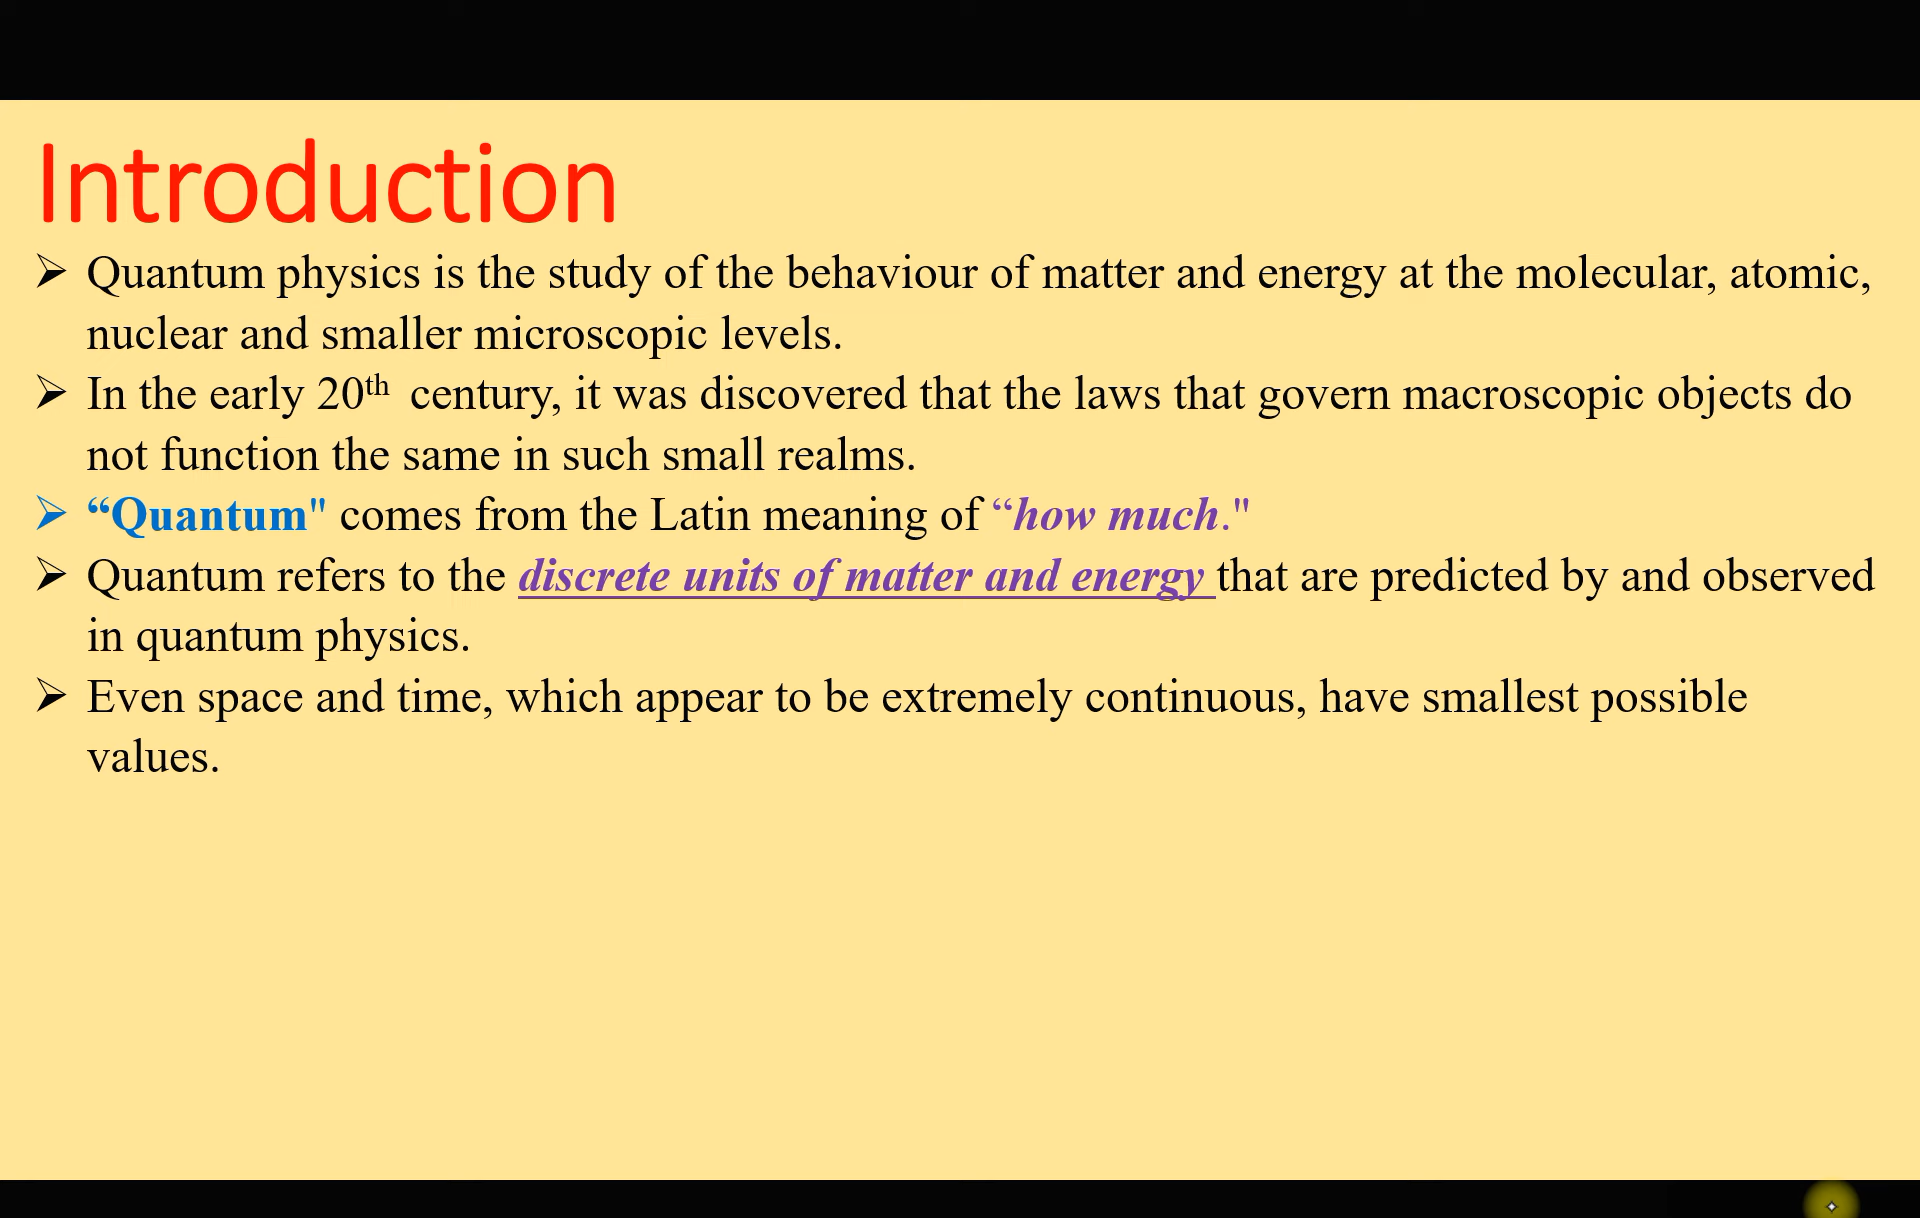 Introduction
➢ Quantum physics is the study of the behaviour of matter and energy at the molecular, atomic,
nuclear and smaller microscopic levels.
➢ In the early 20th century, it was discovered that the laws that govern macroscopic objects do
not function the same in such small realms.
➢ “Quantum" comes from the Latin meaning of “how much."
➢ Quantum refers to the discrete units of matter and energy that are predicted by and observed
in quantum physics.
➢ Even space and time, which appear to be extremely continuous, have smallest possible
values.